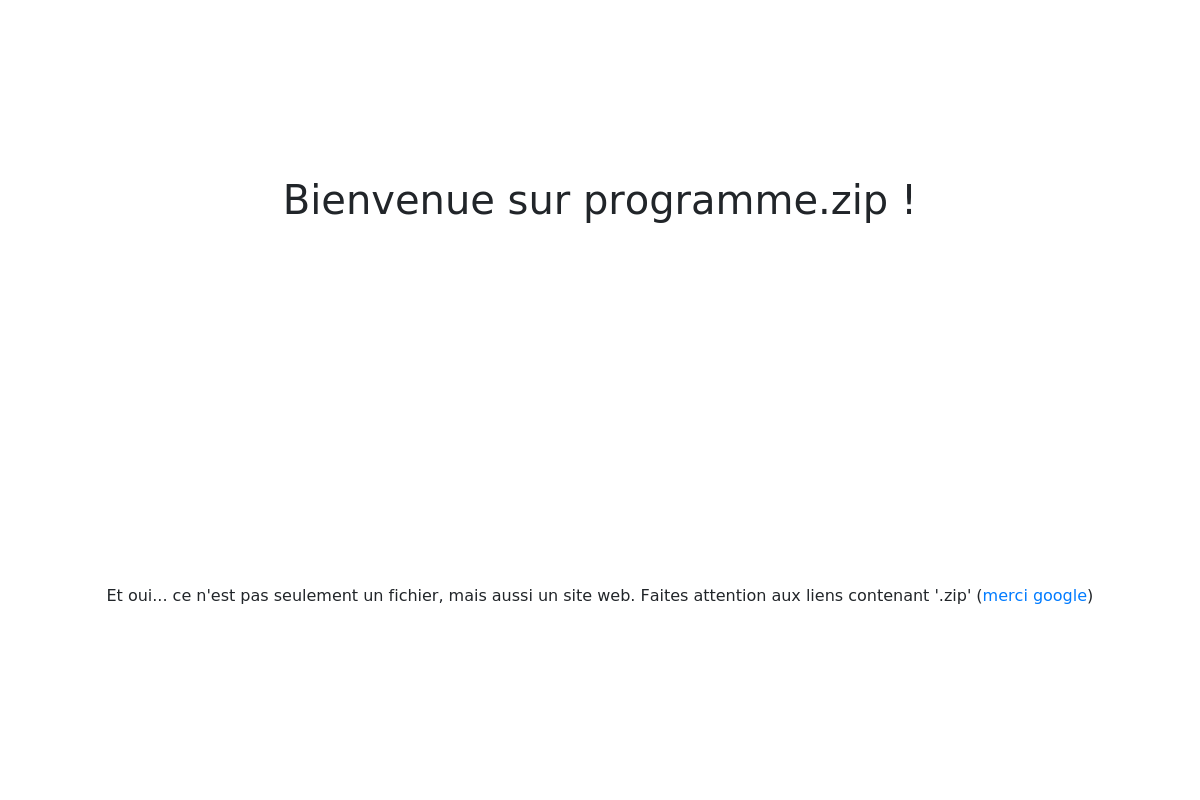 Bienvenue sur programme.zip !
Et oui... ce n'est pas seulement un fichier, mais aussi un site web. Faites attention aux liens contenant '.zip' (merci google)